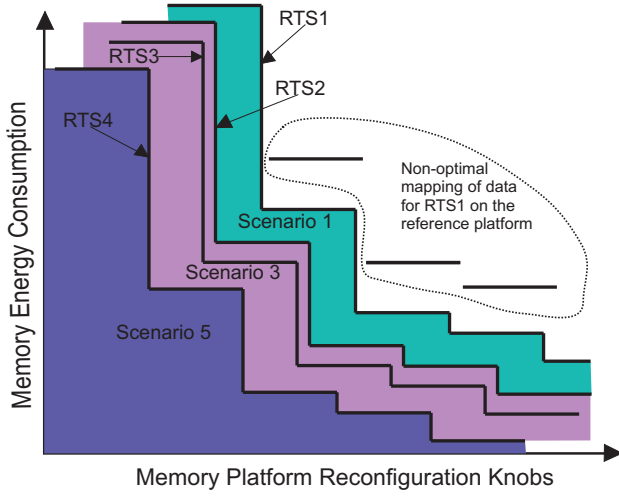 RTS1
RTS3
RTS2
RTS4
Non-optimal
mapping of data
for RTS1 on the
reference platform
Scenario 1
Scenario 3
Scenario 5
Memory Energy Consumption
Memory Platform Reconfiguration Knobs